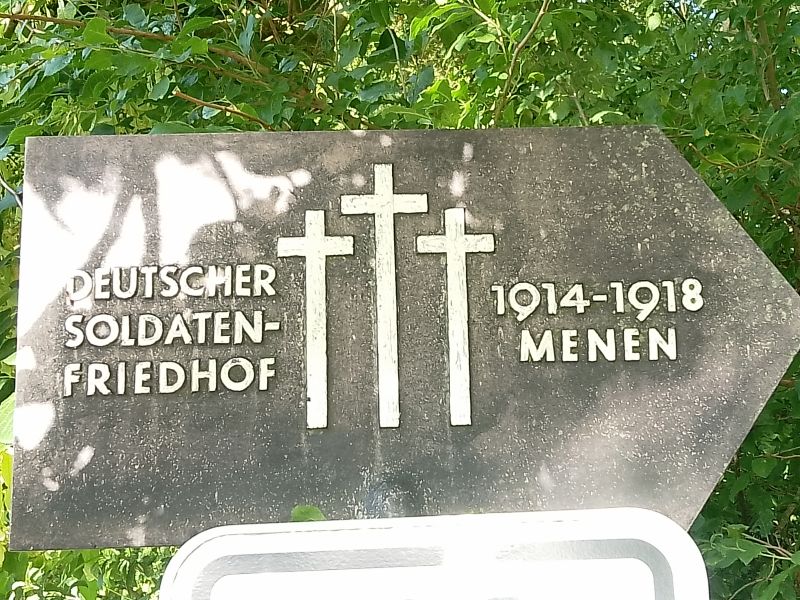 DEUTSCHER
SOLDATEN-
FRIEDHOF
1914-1918
MENEN